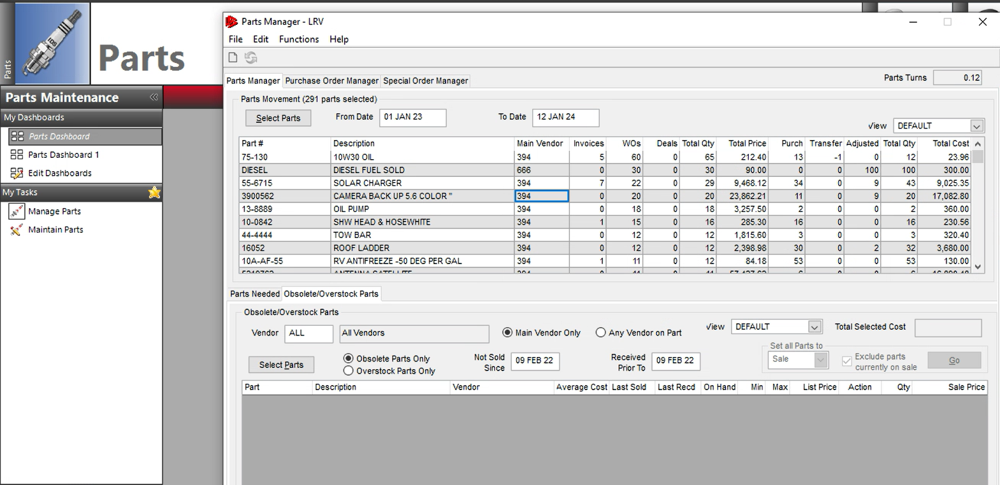 Parts
IDS
Parts
Parts Maintenance «
My Dashboards
Parts Dashboard
Parts Dashboard 1
Edit Dashboards
My Tasks
Manage Parts
Maintain Parts
Parts Manager - LRV
File Edit Functions Help
Parts Manager Purchase Order Manager Special Order Manager
Parts Turns 0.12
Parts Movement (291 parts selected)
Select Parts From Date 01 JAN 23 To Date 12 JAN 24
View DEFAULT
Part # Description Main Vendor Invoices WOs Deals Total Qty Total Price Purch Transfer Adjusted Total Qty Total Cost
75-130 10W30 OIL 394 5 60 0 65 212.40 13 -1 0 12 23.96
DIESEL DIESEL FUEL SOLD 666 0 30 0 30 90.00 0 0 100 100 300.00
55-6715 SOLAR CHARGER 394 7 22 0 29 9,468.12 34 0 9 43 9,025.35
3900562 CAMERA BACK UP 5.6 COLOR " 394 0 20 0 20 23,862.21 11 0 9 20 17,082.80
13-8889 OIL PUMP 394 0 18 0 18 3,257.50 2 0 0 2 360.00
10-0842 SHW HEAD & HOSEWHITE 394 1 15 0 16 285.30 16 0 0 16 230.56
44-4444 TOW BAR 394 0 12 0 12 1,815.60 3 0 0 3 320.40
16052 ROOF LADDER 394 0 12 0 12 2,398.98 30 0 2 32 3,680.00
10A-AF-55 RV ANTIFREEZE -50 DEG PER GAL 394 1 11 0 12 84.18 53 0 0 53 130.00
ANTENNA SATELLITE
Parts Needed Obsolete/Overstock Parts
Obsolete/Overstock Parts
Vendor ALL All Vendors Main Vendor Only Any Vendor on Part View DEFAULT Total Selected Cost
Select Parts Obsolete Parts Only Overstock Parts Only
Not Sold Since 09 FEB 22 Received Prior To 09 FEB 22
Set all Parts to
Sale Exclude parts currently on sale Go
Part Description Vendor Average Cost Last Sold Last Recd On Hand Min Max List Price Action Qty Sale Price